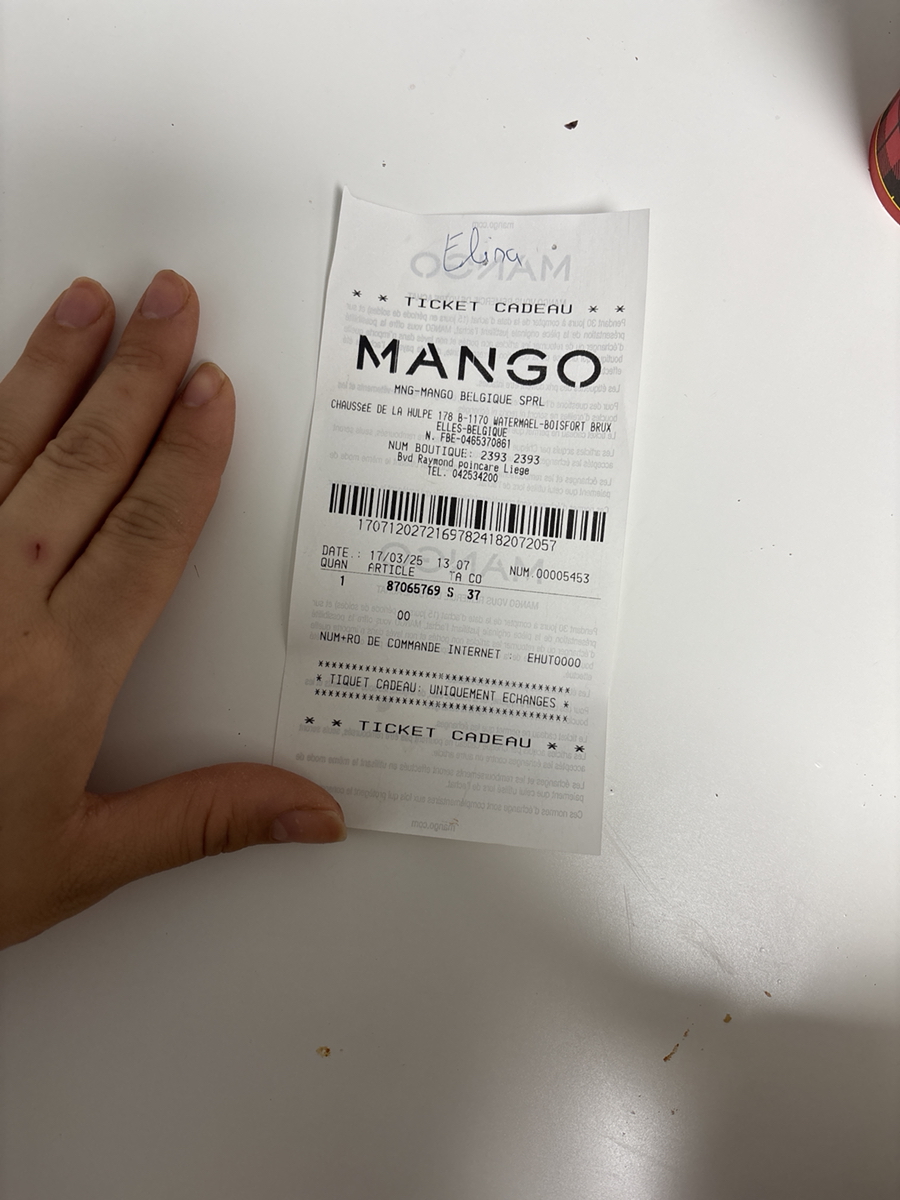 Elina
* * TICKET CADEAU * *
MANGO
MNG-MANGO BELGIQUE SPRL
CHAUSSéE DE LA HULPE 178 B-1170 WATERMAEL-BOISFORT BRUX
ELLES-BELGIQUE
N. FBE-0465370861
NUM BOUTIQUE: 2393 2393
Bvd Raymond poincare Liege
TEL. 042534200
17071202721697824182072057
DATE.: 17/03/25 13 07 NUM.00005453
QUAN ARTICLE TA CO
1 87065769 S 37
00
NUM+RO DE COMMANDE INTERNET : EHUT0000
* TIQUET CADEAU: UNIQUEMENT ECHANGES *
* * TICKET CADEAU * *